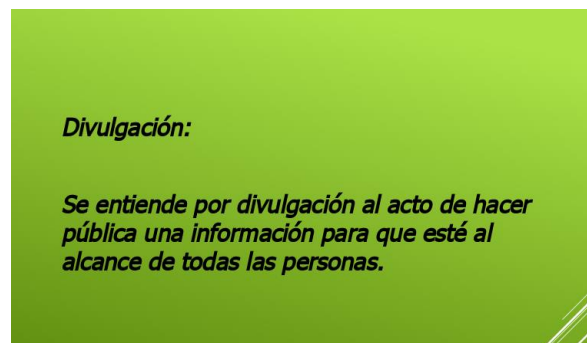 Divulgación:
Se entiende por divulgación al acto de hacer
pública una información para que esté al
alcance de todas las personas.